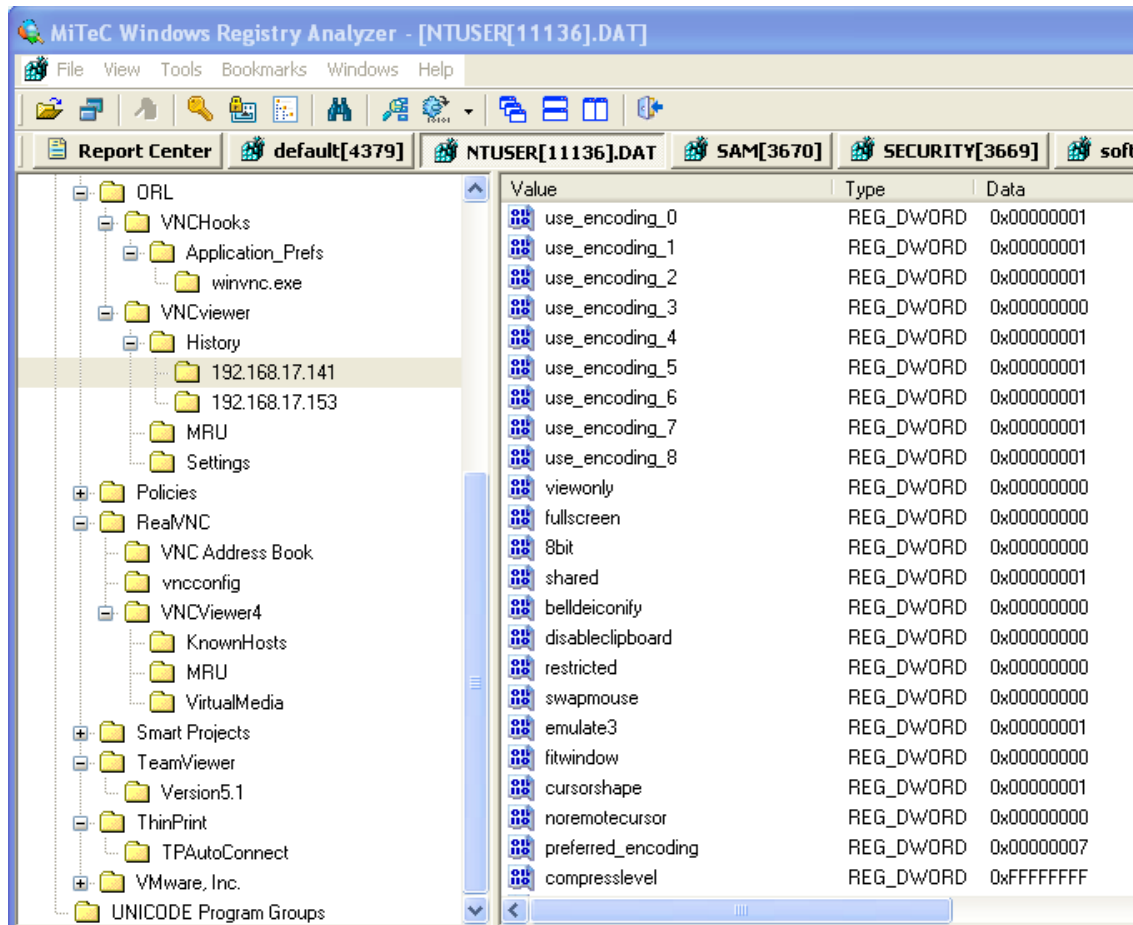 MiTeC Windows Registry Analyzer - [NTUSER[11136].DAT]
File View Tools Bookmarks Windows Help
Report Center default[4379] NTUSER[11136].DAT SAM[3670] SECURITY[3669] soft
ORL
VNCHooks
Application_Prefs
winvnc.exe
VNCviewer
History
192.168.17.141
192.168.17.153
MRU
Settings
Policies
RealVNC
VNC Address Book
vncconfig
VNCViewer4
KnownHosts
MRU
VirtualMedia
Smart Projects
TeamViewer
Version5.1
ThinPrint
TPAutoConnect
VMware, Inc.
UNICODE Program Groups
Value Type Data
use_encoding_0 REG_DWORD 0x00000001
use_encoding_1 REG_DWORD 0x00000001
use_encoding_2 REG_DWORD 0x00000001
use_encoding_3 REG_DWORD 0x00000000
use_encoding_4 REG_DWORD 0x00000001
use_encoding_5 REG_DWORD 0x00000001
use_encoding_6 REG_DWORD 0x00000001
use_encoding_7 REG_DWORD 0x00000001
use_encoding_8 REG_DWORD 0x00000001
viewonly REG_DWORD 0x00000000
fullscreen REG_DWORD 0x00000000
8bit REG_DWORD 0x00000000
shared REG_DWORD 0x00000001
belldeiconify REG_DWORD 0x00000000
disableclipboard REG_DWORD 0x00000000
restricted REG_DWORD 0x00000000
swapmouse REG_DWORD 0x00000000
emulate3 REG_DWORD 0x00000001
fitwindow REG_DWORD 0x00000000
cursorshape REG_DWORD 0x00000001
noremotecursor REG_DWORD 0x00000000
preferred_encoding REG_DWORD 0x00000007
compresslevel REG_DWORD 0xFFFFFFFF